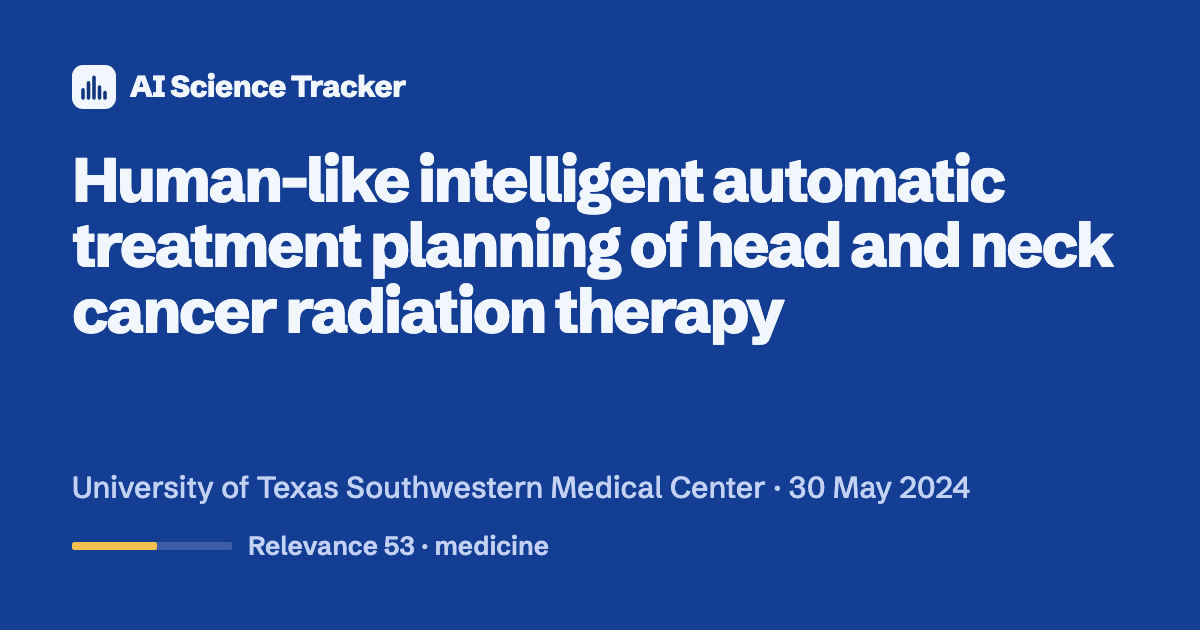 AI Science Tracker
Human-like intelligent automatic
treatment planning of head and neck
cancer radiation therapy
University of Texas Southwestern Medical Center · 30 May 2024
Relevance 53 · medicine